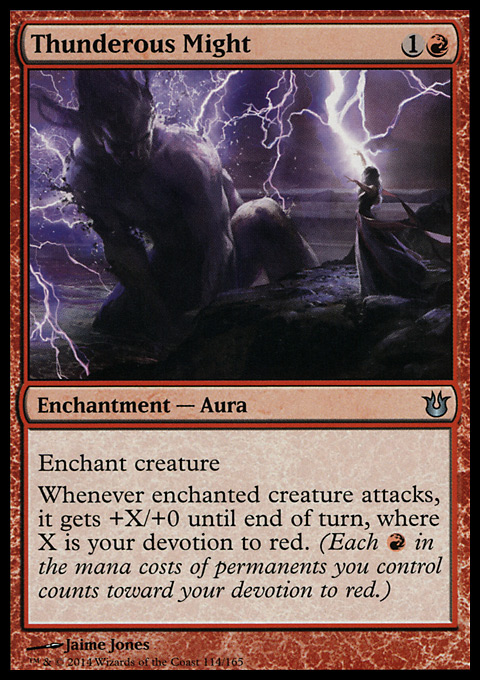 Thunderous Might 1
Enchantment — Aura
Enchant creature
Whenever enchanted creature attacks,
it gets +X/+0 until end of turn, where
X is your devotion to red. (Each in
the mana costs of permanents you control
counts toward your devotion to red.)
Jaime Jones
™ & © 2014 Wizards of the Coast 114/165